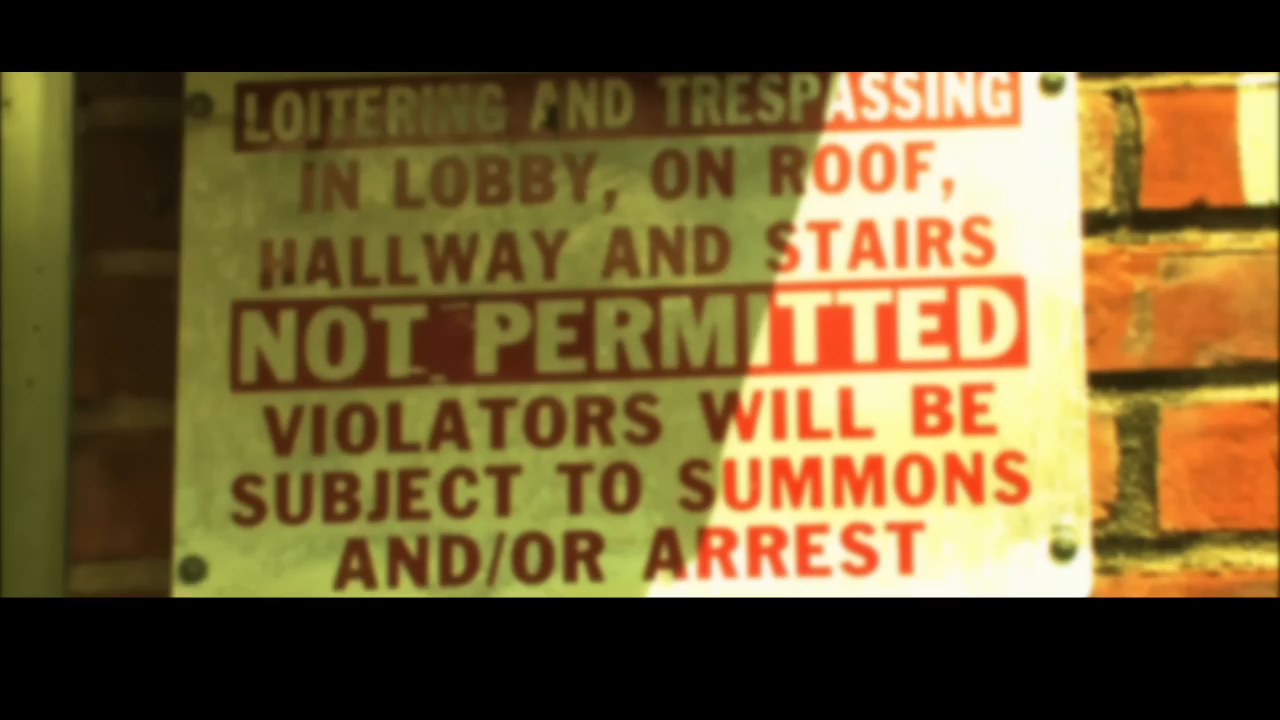 LOITERING AND TRESPASSING
IN LOBBY, ON ROOF,
HALLWAY AND STAIRS
NOT PERMITTED
VIOLATORS WILL BE
SUBJECT TO SUMMONS
AND/OR ARREST